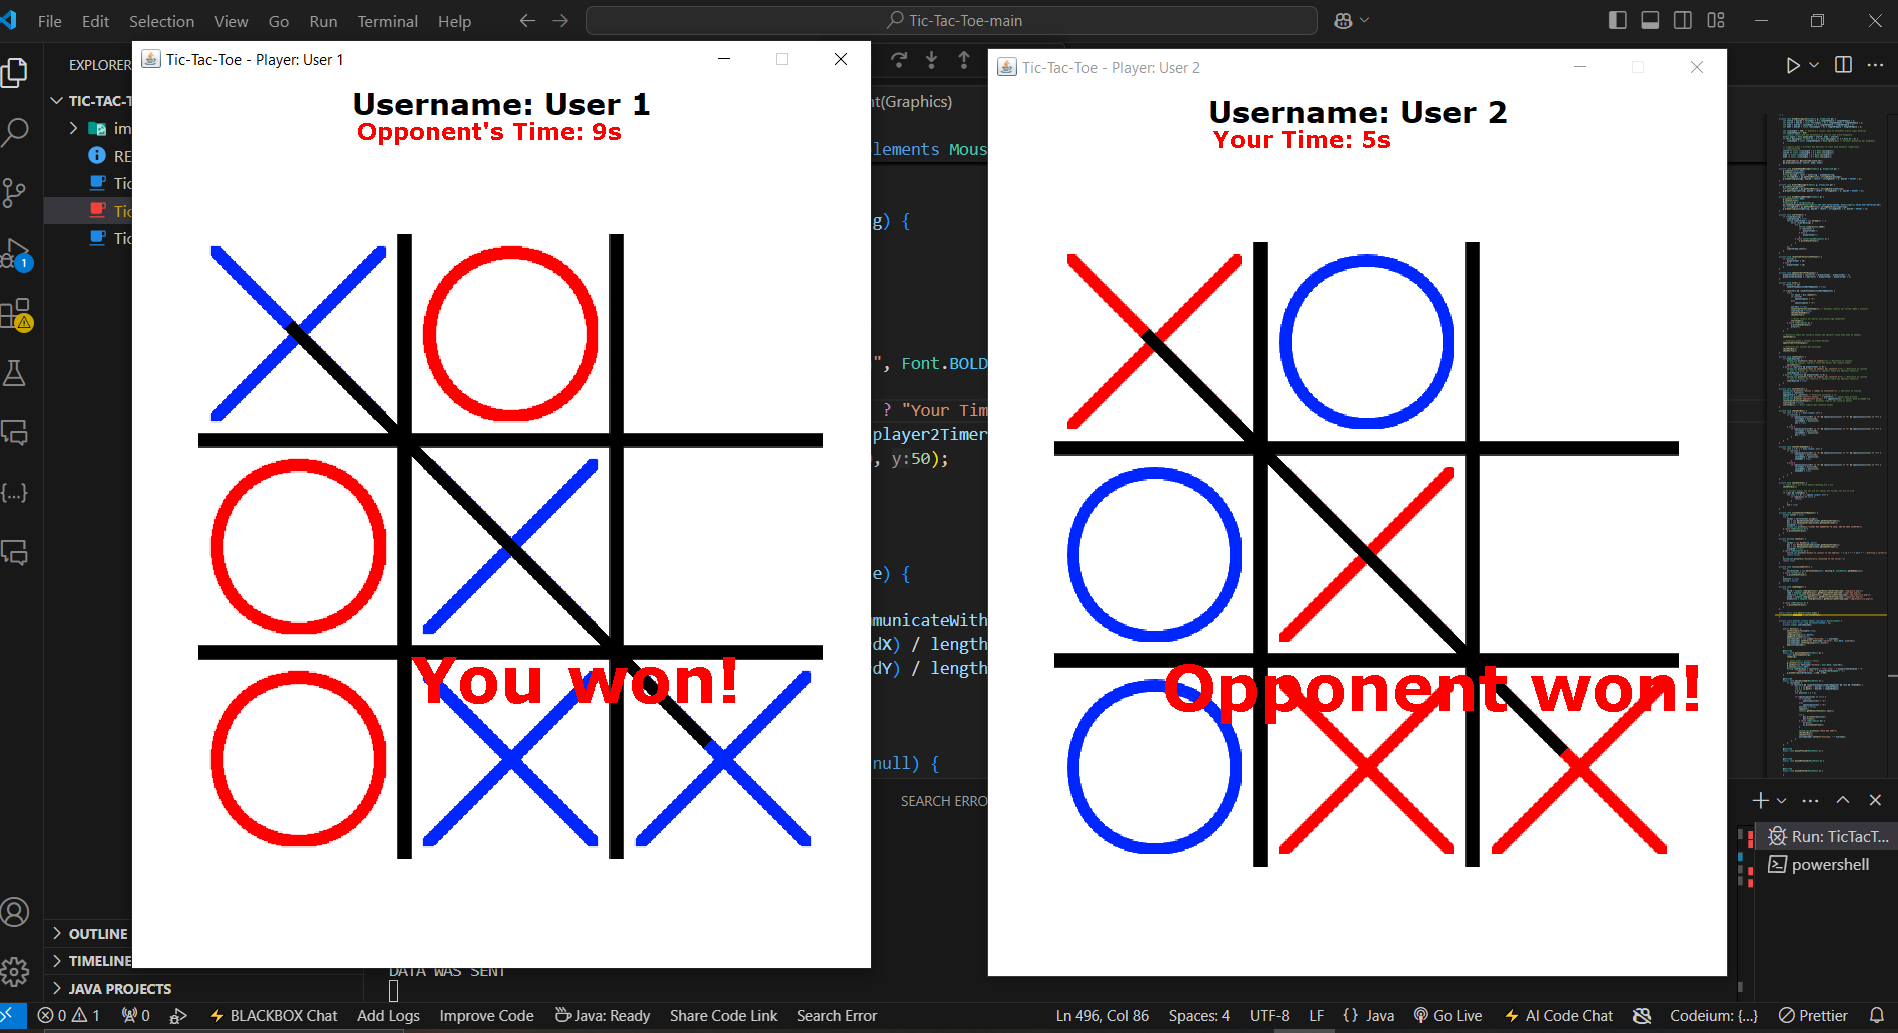 File Edit Selection View Go Run Terminal Help
Tic-Tac-Toe-main
EXPLORER
TIC-TAC-T
im
RE
Tic
Tic
Tic
1
Tic-Tac-Toe - Player: User 1
Username: User 1
Opponent's Time: 9s
You won!
nt(Graphics)
lements Mous
g) {
", Font.BOLD
? "Your Tim
player2Timer
, y:50);
e) {
municateWith
dX) / length
dY) / length
null) {
SEARCH ERRO
Tic-Tac-Toe - Player: User 2
Username: User 2
Your Time: 5s
Opponent won!
Run: TicTacT...
powershell
OUTLINE
TIMELINE
JAVA PROJECTS
DATA WAS SENT
0 1 0 BLACKBOX Chat Add Logs Improve Code Java: Ready Share Code Link Search Error Ln 496, Col 86 Spaces: 4 UTF-8 LF {} Java Go Live AI Code Chat Codeium: {...} Prettier